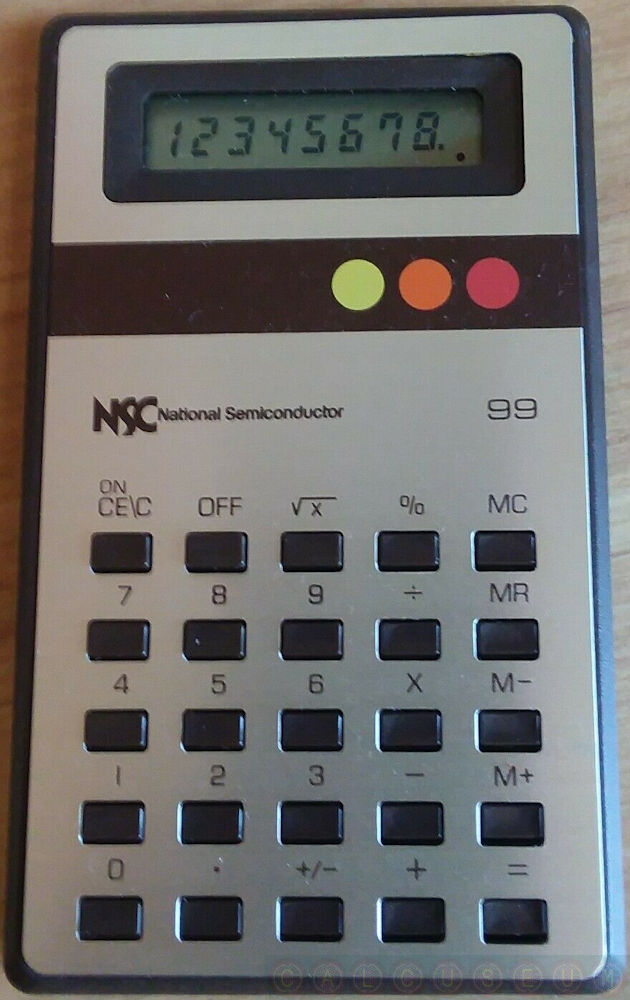 12345678.
NSC National Semiconductor 99
ON
CE\C OFF √x % MC
7 8 9 ÷ MR
4 5 6 X M-
1 2 3 - M+
0 . +/- + =
CALCUSEUM